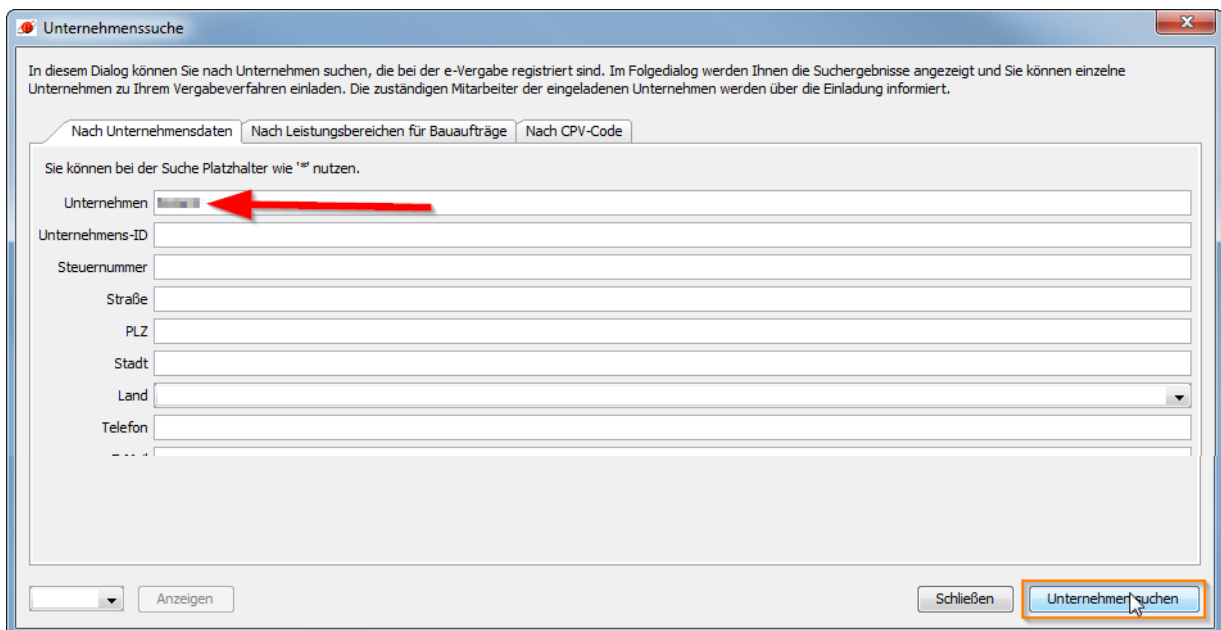 Unternehmenssuche
In diesem Dialog können Sie nach Unternehmen suchen, die bei der e-Vergabe registriert sind. Im Folgedialog werden Ihnen die Suchergebnisse angezeigt und Sie können einzelne
Unternehmen zu Ihrem Vergabeverfahren einladen. Die zuständigen Mitarbeiter der eingeladenen Unternehmen werden über die Einladung informiert.
Nach Unternehmensdaten Nach Leistungsbereichen für Bauaufträge Nach CPV-Code
Sie können bei der Suche Platzhalter wie '*' nutzen.
Unternehmen
Unternehmens-ID
Steuernummer
Straße
PLZ
Stadt
Land
Telefon
Anzeigen Schließen Unternehmen suchen